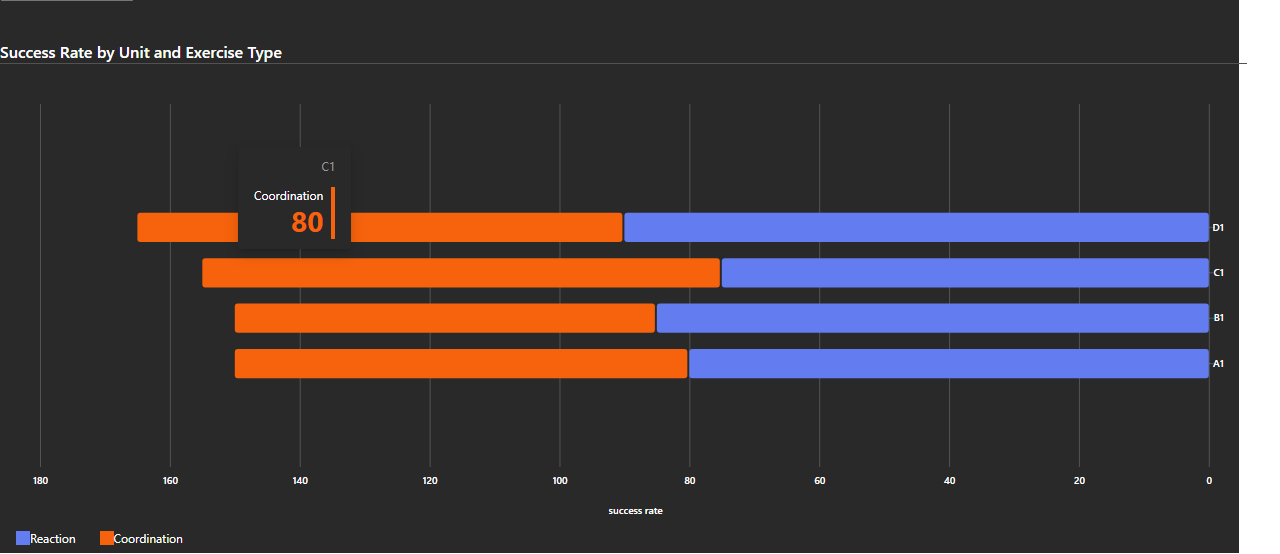 Success Rate by Unit and Exercise Type
C1
Coordination
80
D1
C1
B1
A1
180 160 140 120 100 80 60 40 20 0
success rate
Reaction Coordination